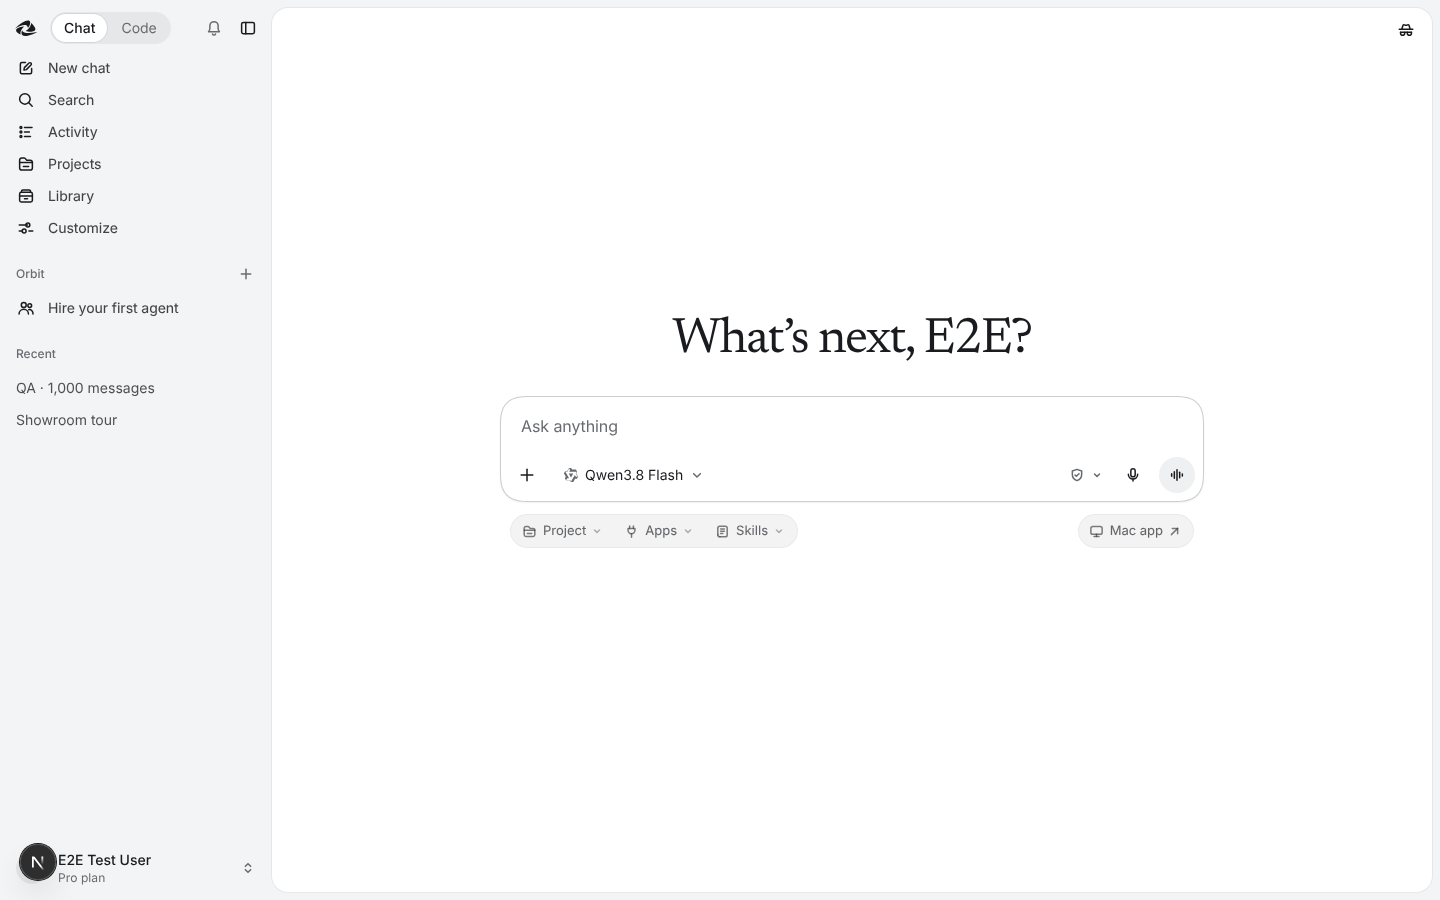 Chat
Code
New chat
Search
Activity
Projects
Library
Customize
Orbit
Hire your first agent
Recent
QA · 1,000 messages
Showroom tour
N
E2E Test User
Pro plan
What’s next, E2E?
Ask anything
Qwen3.8 Flash
Project
Apps
Skills
Mac app